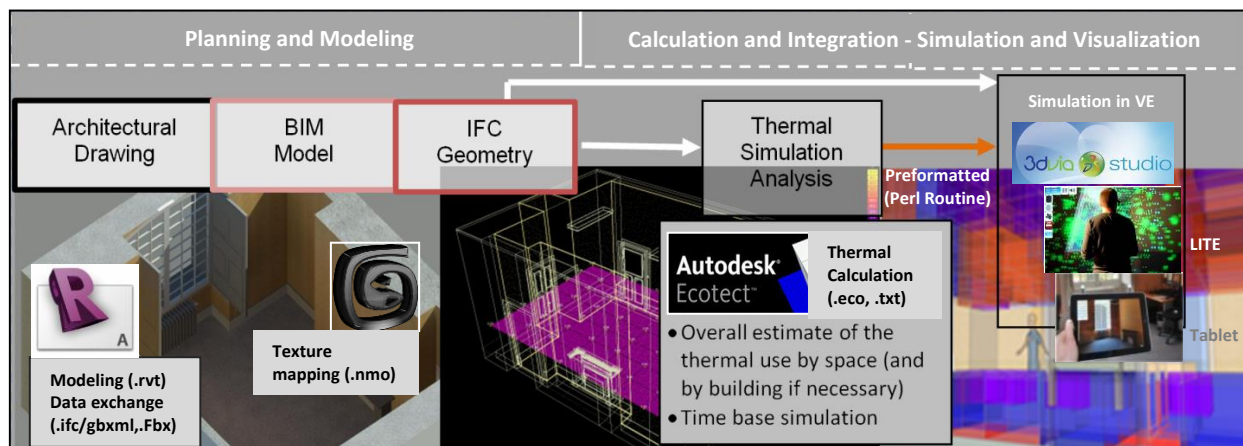 Planning and Modeling
Calculation and Integration - Simulation and Visualization
Architectural
Drawing
BIM
Model
IFC
Geometry
Thermal
Simulation
Analysis
Simulation in VE
3dvia studio
Preformatted
(Perl Routine)
LITE
Tablet
R
A
Modeling (.rvt)
Data exchange
(.ifc/gbxml,.Fbx)
Texture
mapping (.nmo)
Autodesk®
Ecotect™
Thermal
Calculation
(.eco, .txt)
• Overall estimate of the
thermal use by space (and
by building if necessary)
• Time base simulation